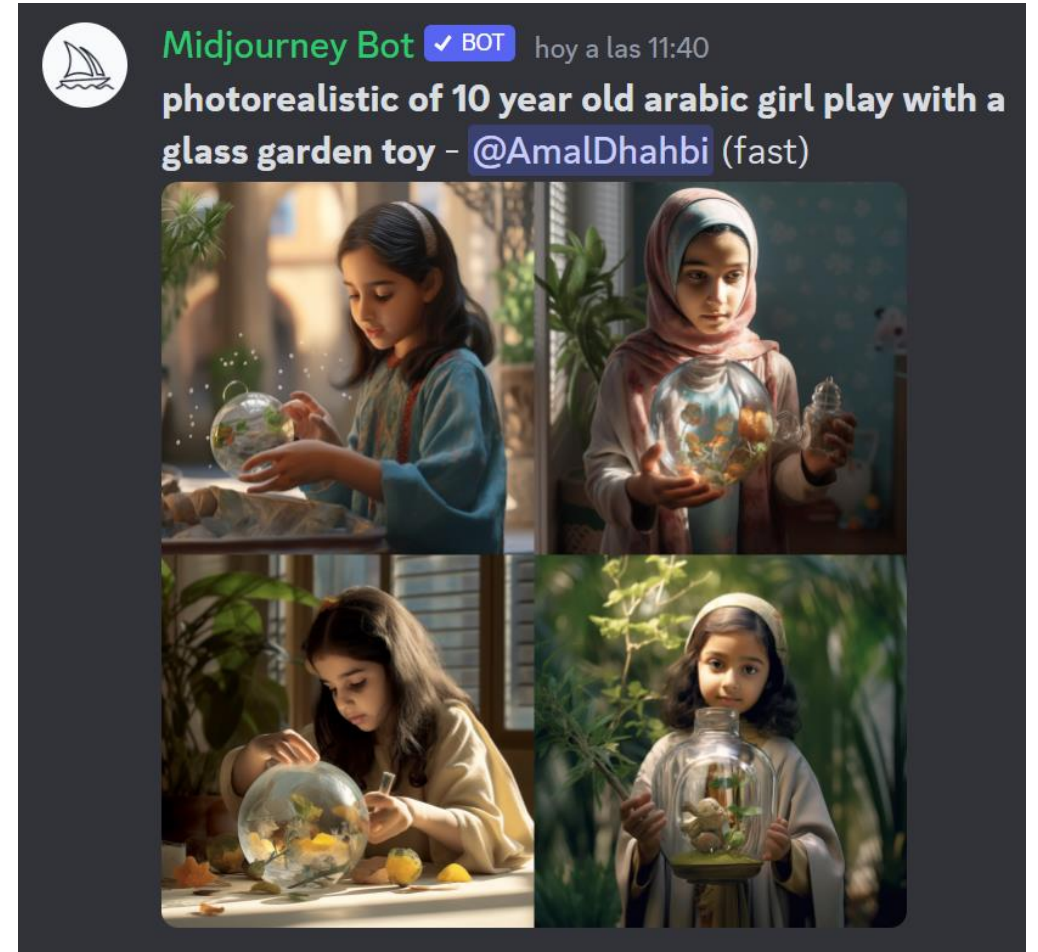 Midjourney Bot ✓ BOT hoy a las 11:40
photorealistic of 10 year old arabic girl play with a
glass garden toy - @AmalDhahbi (fast)